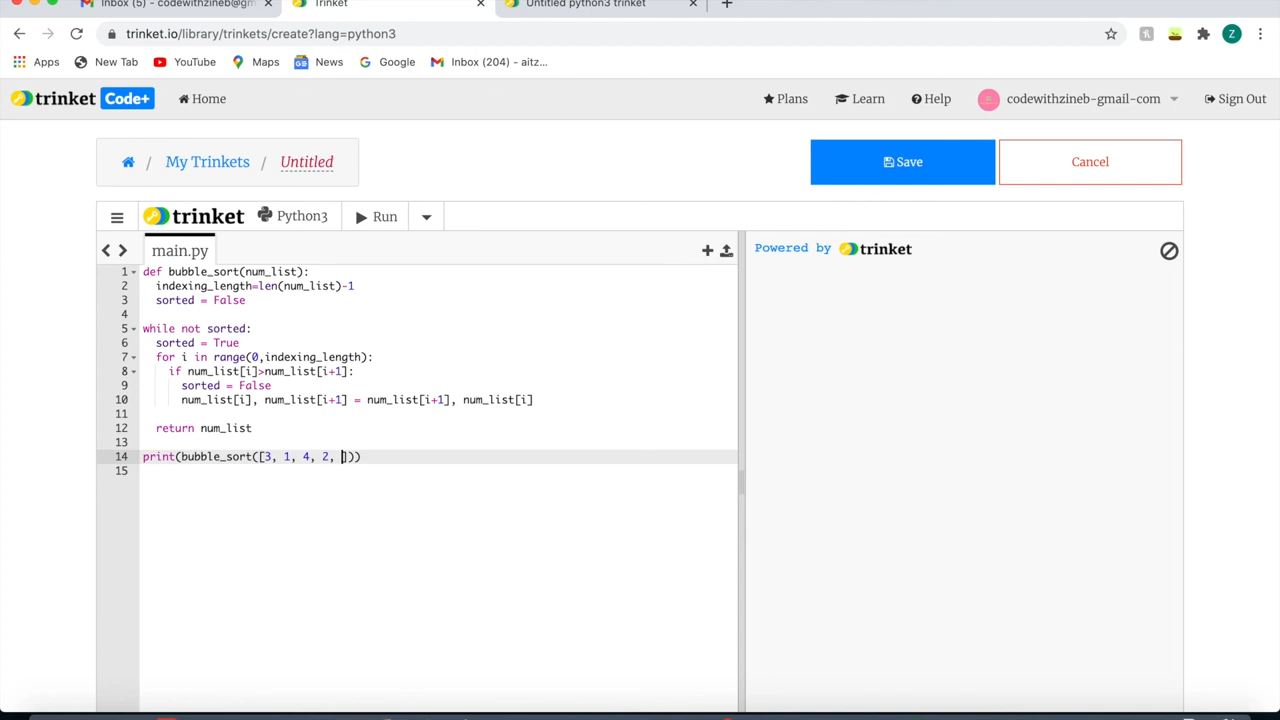 Inbox (5) - codewithzineb@gm
Trinket
Untitled python3 trinket
trinket.io/library/trinkets/create?lang=python3
Z
Apps New Tab YouTube Maps News Google Inbox (204) - aitz...
trinket Code+ Home Plans Learn Help codewithzineb-gmail-com Sign Out
/ My Trinkets / Untitled Save Cancel
trinket Python3 Run
main.py
Powered by trinket
1 def bubble_sort(num_list):
2 indexing_length=len(num_list)-1
3 sorted = False
4
5 while not sorted:
6 sorted = True
7 for i in range(0,indexing_length):
8 if num_list[i]>num_list[i+1]:
9 sorted = False
10 num_list[i], num_list[i+1] = num_list[i+1], num_list[i]
11
12 return num_list
13
14 print(bubble_sort([3, 1, 4, 2, ]))
15